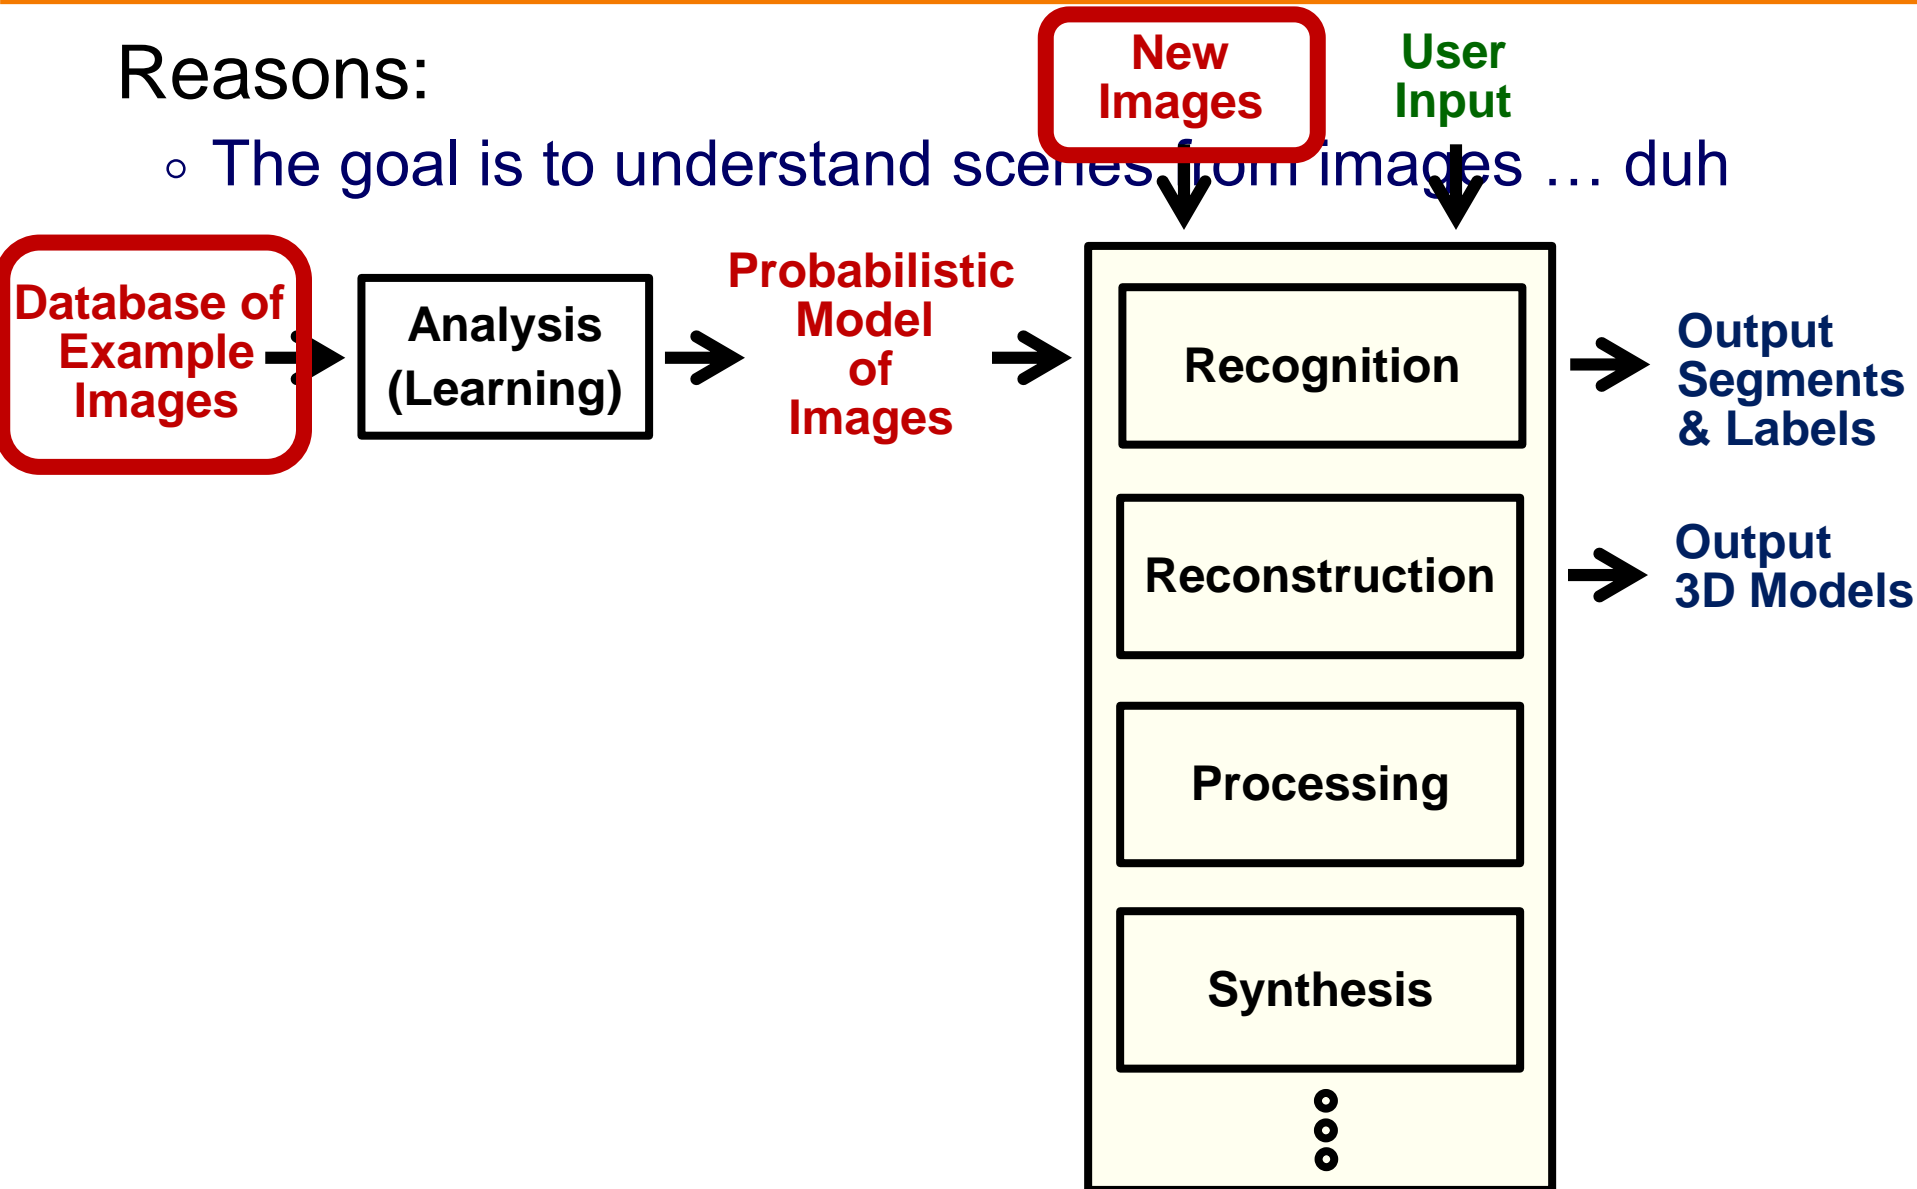 Reasons:
◦ The goal is to understand scenes from images … duh
New
Images
User
Input
Database of
Example
Images
Analysis
(Learning)
Probabilistic
Model
of
Images
Recognition
Output
Segments
& Labels
Reconstruction
Output
3D Models
Processing
Synthesis